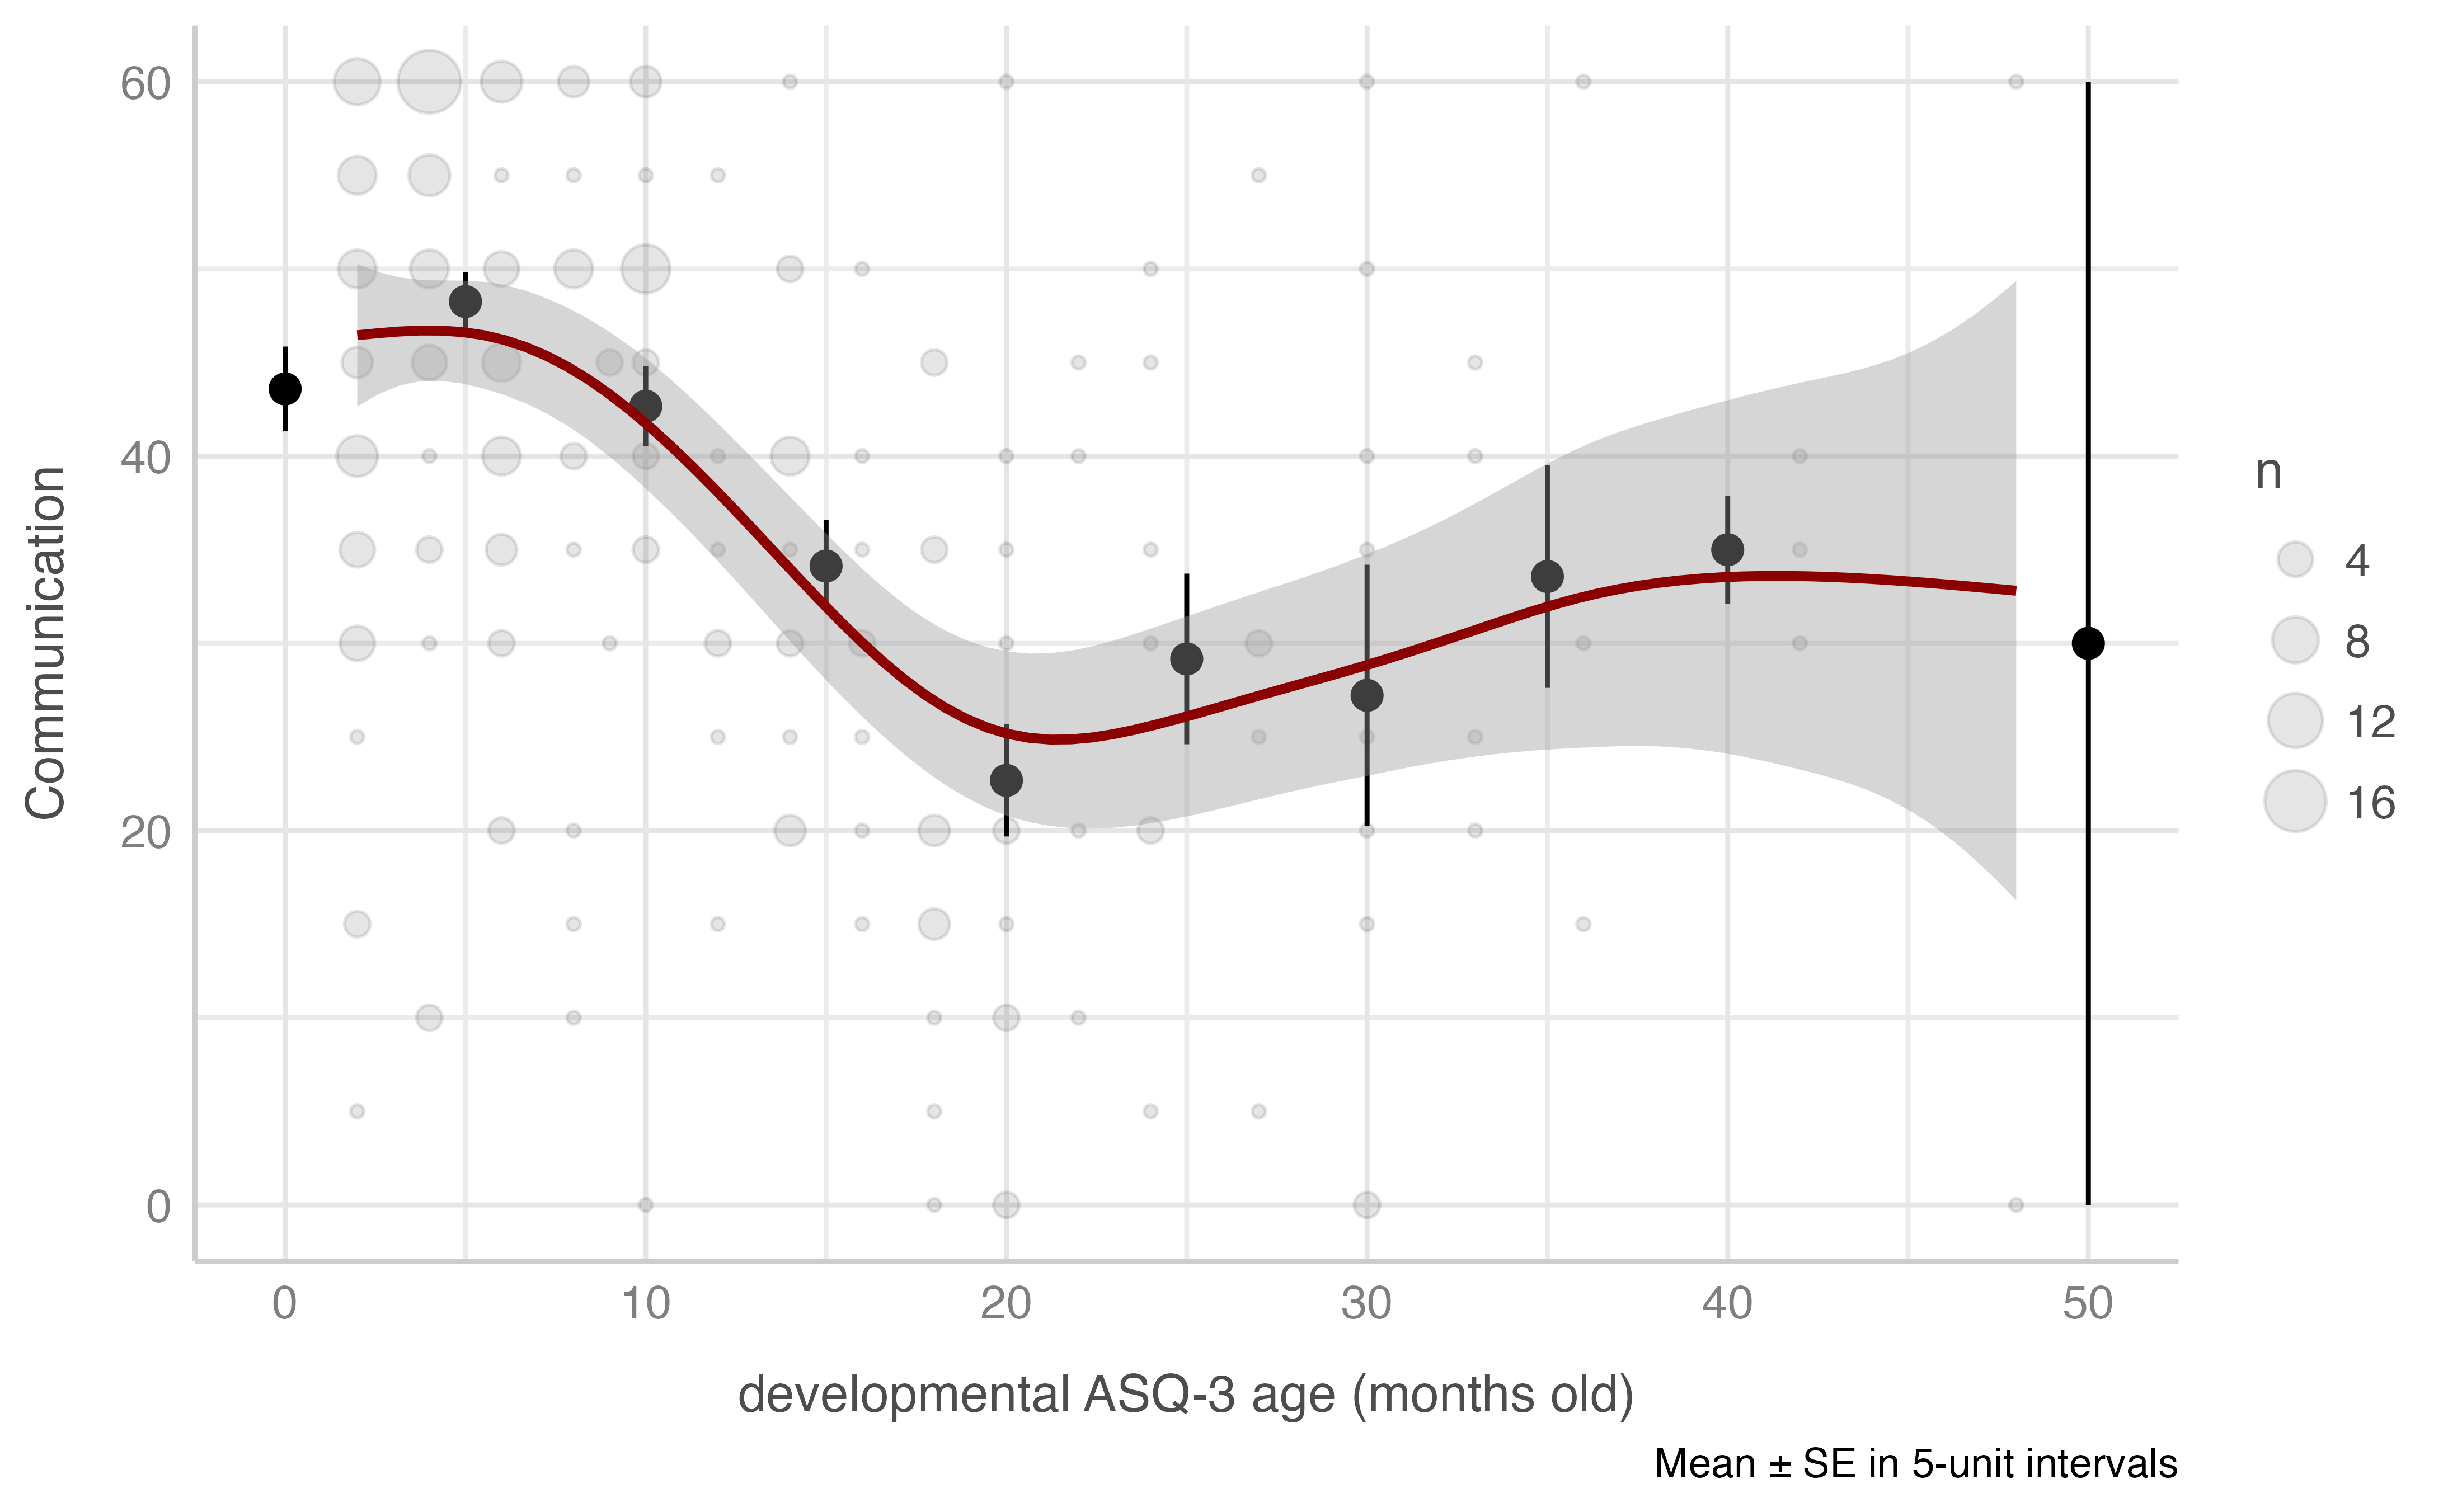 Communication
60
40
20
0
0 10 20 30 40 50
developmental ASQ-3 age (months old)
n
4
8
12
16
Mean ± SE in 5-unit intervals